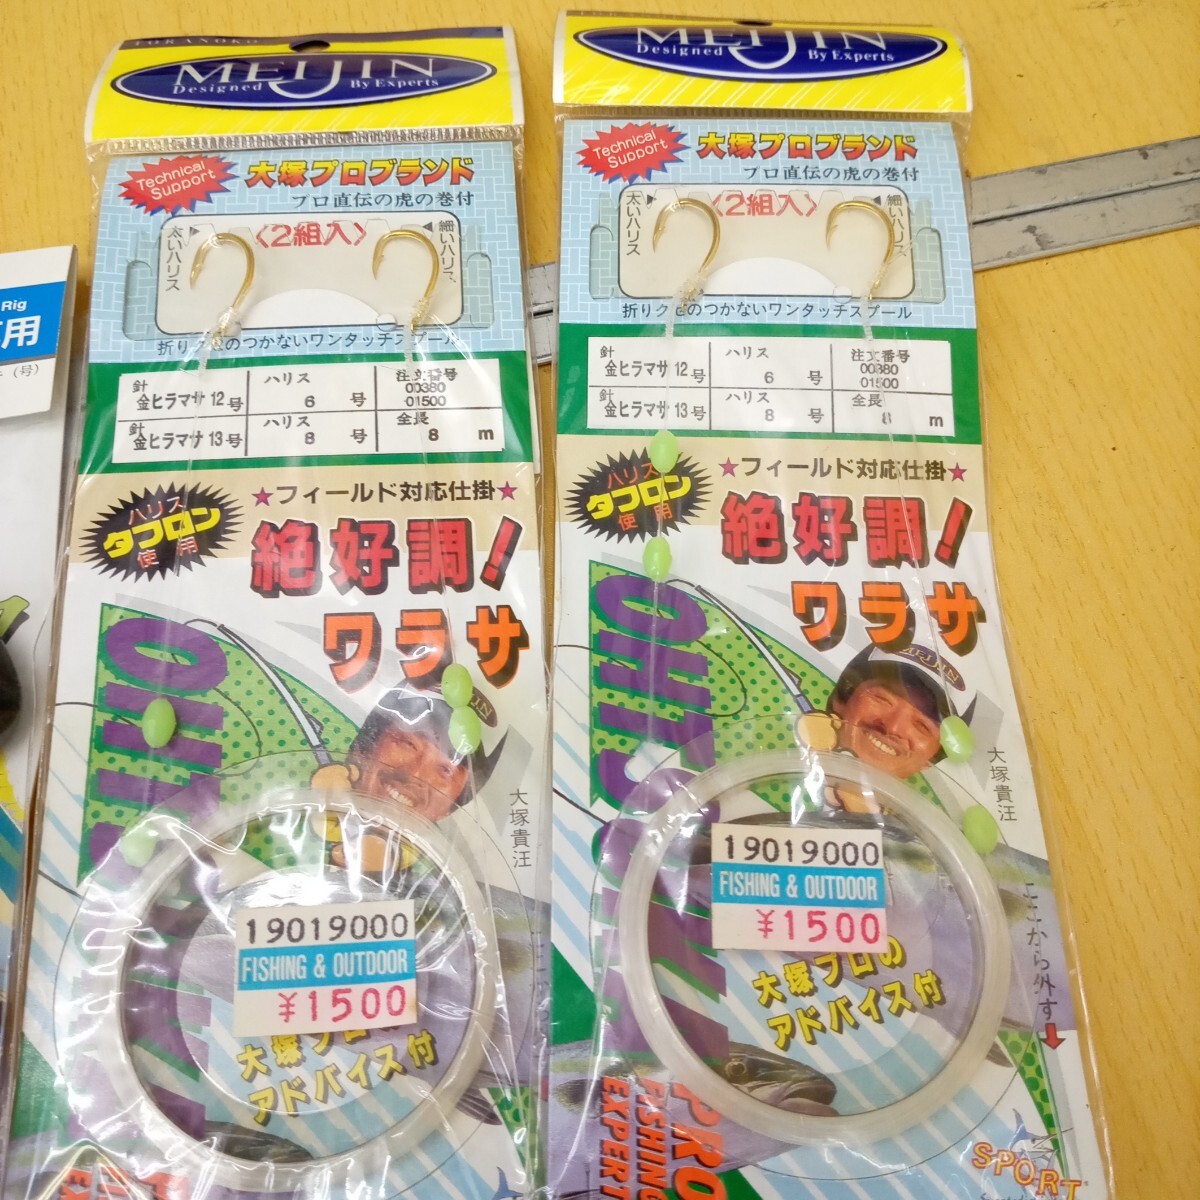 Rig
用
(号)
TORANOKO
MEIJIN
Designed By Experts
Technical Support
大塚プロブランド
プロ直伝の虎の巻付
〈2組入〉
太いハリス
細いハリス
折りクセのつかないワンタッチスプール
針 金ヒラマサ 12号
ハリス 6 号
注文番号 00380 01500
針 金ヒラマサ 13号
ハリス 8 号
全長 8 m
ハリス
タフロン
使用
★フィールド対応仕掛★
絶好調!
ワラサ
大塚貴汪
19019000
FISHING & OUTDOOR
¥1500
大塚プロの
アドバイス付
MEIJIN
Designed By Experts
Technical Support
大塚プロブランド
プロ直伝の虎の巻付
〈2組入〉
太いハリス
細いハリス
折りクセのつかないワンタッチスプール
針 金ヒラマサ 12号
ハリス 6 号
注文番号 00380 01500
針 金ヒラマサ 13号
ハリス 8 号
全長 8 m
ハリス
タフロン
使用
★フィールド対応仕掛★
絶好調!
ワラサ
MEIJIN
大塚貴汪
19019000
FISHING & OUTDOOR
¥1500
大塚プロの
アドバイス付
ここから外す
PRO
FISHING
EXPERT
SPORT